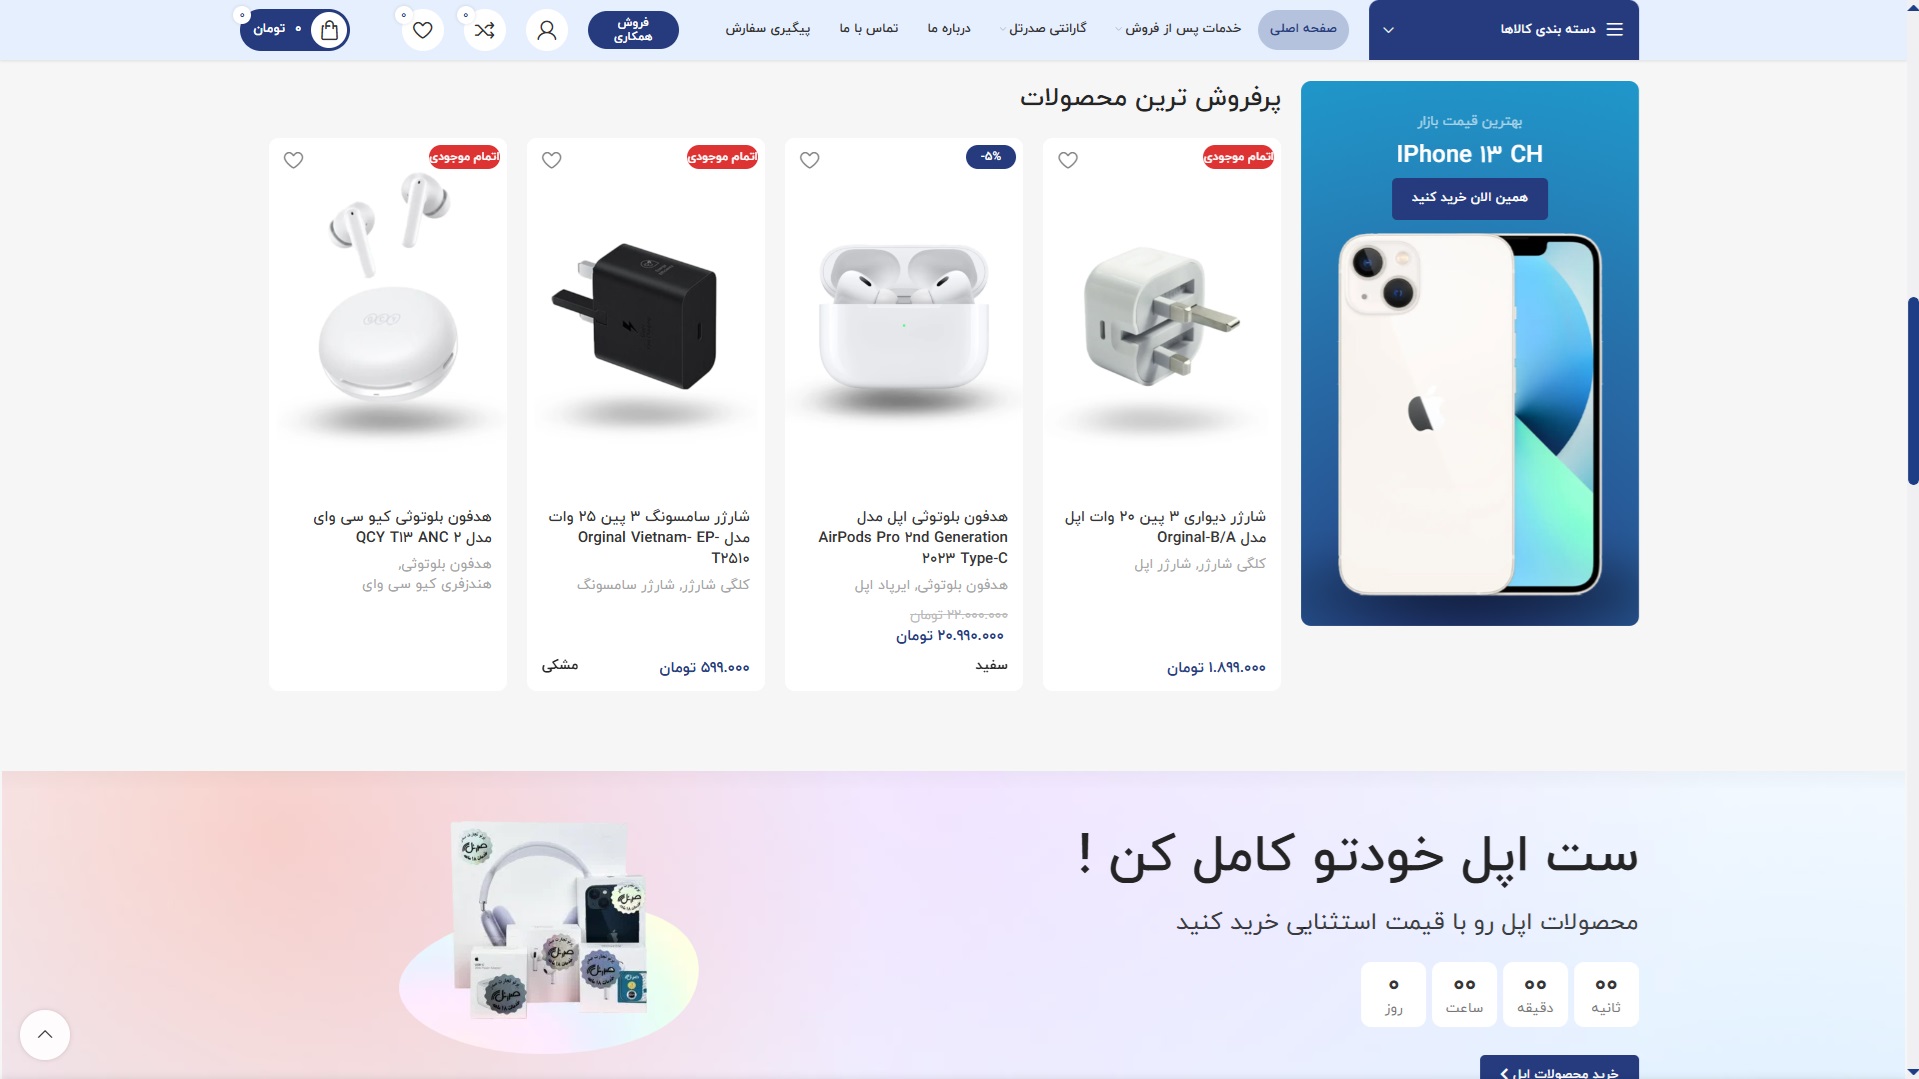 دسته بندی کالاها
صفحه اصلی
خدمات پس از فروش
گارانتی صدرتل
درباره ما
تماس با ما
پیگیری سفارش
فروش
همکاری
۰
۰
۰ تومان
۰
بهترین قیمت بازار
IPhone ۱۳ CH
همین الان خرید کنید
پرفروش ترین محصولات
اتمام موجودی
شارژر دیواری ۳ پین ۲۰ وات اپل
مدل Orginal-B/A
کلگی شارژر, شارژر اپل
۱.۸۹۹.۰۰۰ تومان
-۵%
هدفون بلوتوثی اپل مدل
AirPods Pro ۲nd Generation
۲۰۲۳ Type-C
هدفون بلوتوثی, ایرپاد اپل
۲۲.۰۰۰.۰۰۰ تومان
۲۰.۹۹۰.۰۰۰ تومان
سفید
اتمام موجودی
شارژر سامسونگ ۳ پین ۲۵ وات
مدل Orginal Vietnam- EP-
T۲۵۱۰
کلگی شارژر, شارژر سامسونگ
۵۹۹.۰۰۰ تومان
مشکی
اتمام موجودی
هدفون بلوتوثی کیو سی وای
مدل QCY T۱۳ ANC ۲
هدفون بلوتوثی,
هندزفری کیو سی وای
ست اپل خودتو کامل کن !
محصولات اپل رو با قیمت استثنایی خرید کنید
۰۰
ثانیه
۰۰
دقیقه
۰۰
ساعت
۰
روز
خرید محصولات اپل